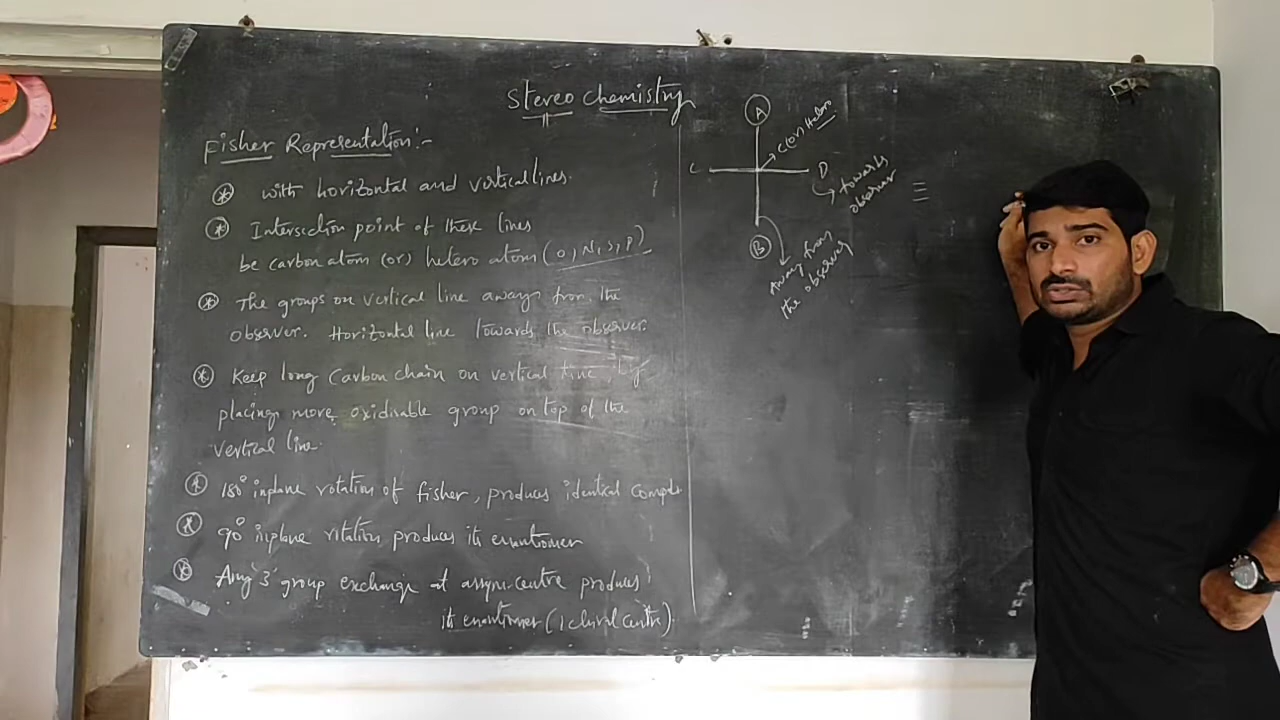 Stereo chemistry
Fisher Representation:-
with horizontal and vertical lines.
Intersection point of these lines
be carbon atom (or) hetero atom (O, N, S, P)
The groups on vertical line away from the
observer. Horizontal line towards the observer.
Keep long Carbon chain on vertical line, by
placing more oxidisable group on top of the
vertical line.
180° inplane rotation of fisher, produces identical
90° inplane rotation produces its enantiomer
Any '3' group exchange at assym. centre produces
its enantiomer (1 chiral centre).
A
C (or) Hetero
C
D
towards
observer
≡
B
Away from
the observer